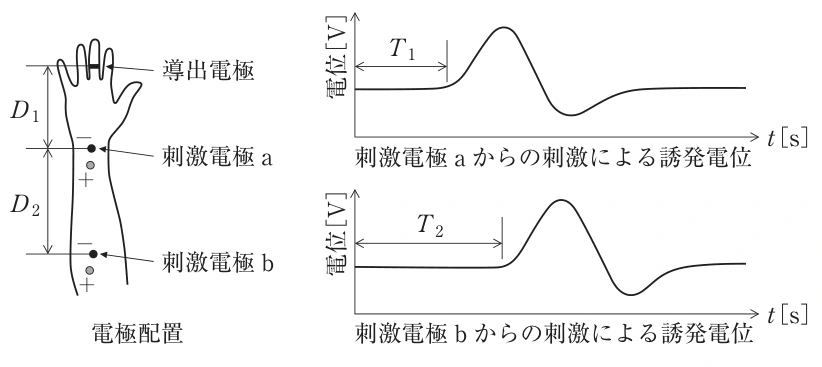 導出電極
D1
−
刺激電極 a
+
D2
−
刺激電極 b
+
電極配置
電位[V]
T1
t[s]
刺激電極 a からの刺激による誘発電位
電位[V]
T2
t[s]
刺激電極 b からの刺激による誘発電位